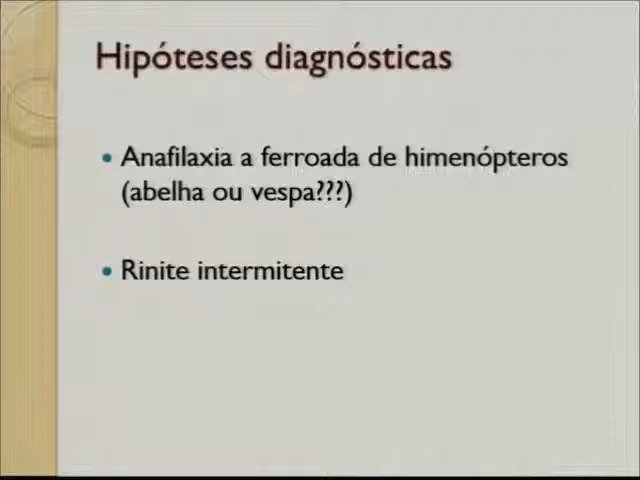 Hipóteses diagnósticas
• Anafilaxia a ferroada de himenópteros
(abelha ou vespa???)
• Rinite intermitente